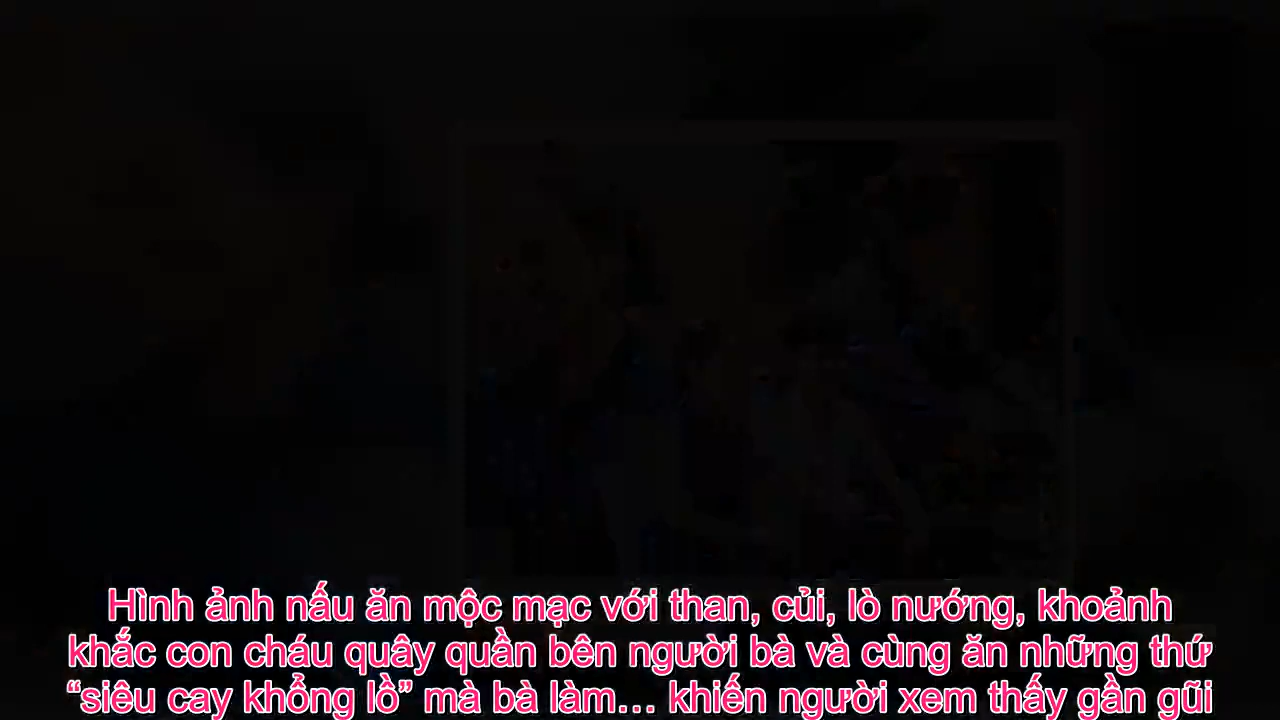 Hình ảnh nấu ăn mộc mạc với than, củi, lò nướng, khoảnh
khắc con cháu quây quần bên người bà và cùng ăn những thứ
“siêu cay khổng lồ” mà bà làm... khiến người xem thấy gần gũi